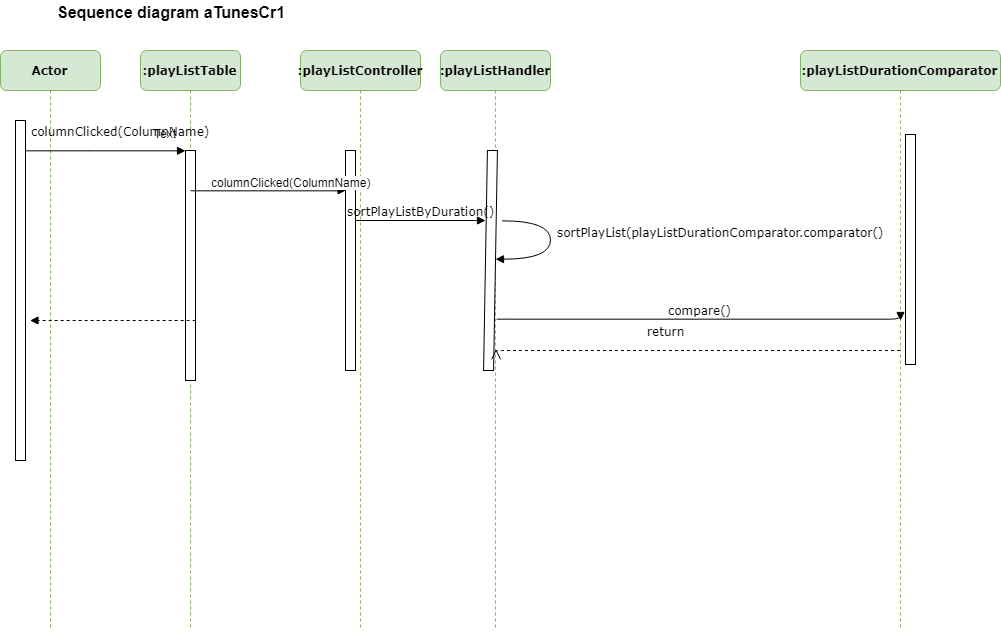 Sequence diagram aTunesCr1
Actor
:playListTable
:playListController
:playListHandler
:playListDurationComparator
columnClicked(ColumnName)
Text
columnClicked(ColumnName)
sortPlayListByDuration()
sortPlayList(playListDurationComparator.comparator()
compare()
return